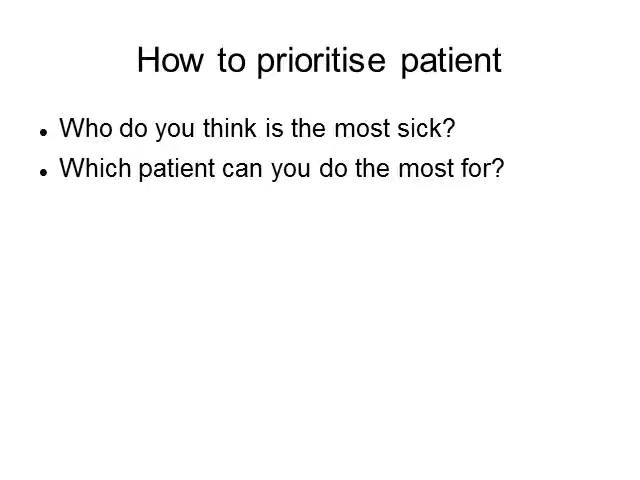 How to prioritise patient
● Who do you think is the most sick?
● Which patient can you do the most for?